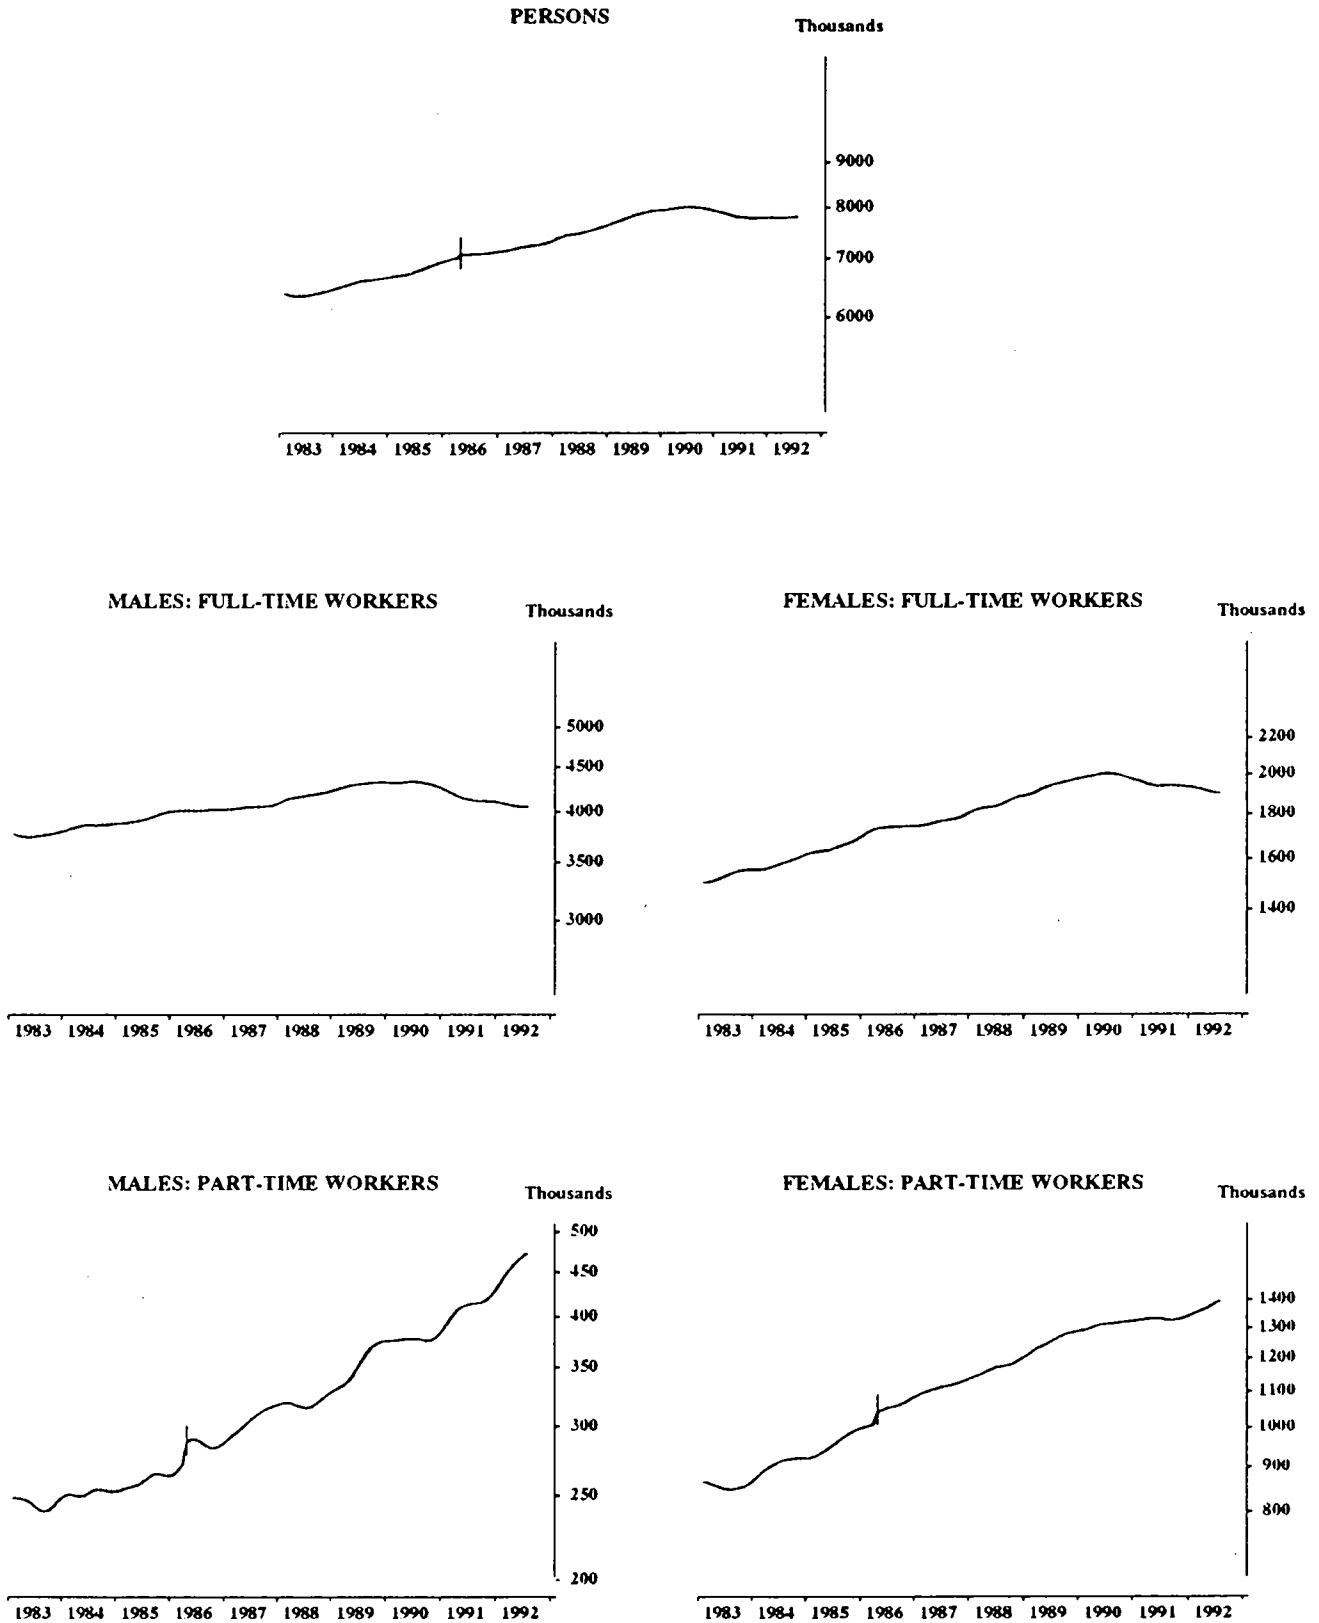 PERSONS
Thousands
9000
8000
7000
6000
1983 1984 1985 1986 1987 1988 1989 1990 1991 1992
MALES: FULL-TIME WORKERS
Thousands
5000
4500
4000
3500
3000
1983 1984 1985 1986 1987 1988 1989 1990 1991 1992
FEMALES: FULL-TIME WORKERS
Thousands
2200
2000
1800
1600
1400
1983 1984 1985 1986 1987 1988 1989 1990 1991 1992
MALES: PART-TIME WORKERS
Thousands
500
450
400
350
300
250
200
1983 1984 1985 1986 1987 1988 1989 1990 1991 1992
FEMALES: PART-TIME WORKERS
Thousands
1400
1300
1200
1100
1000
900
800
1983 1984 1985 1986 1987 1988 1989 1990 1991 1992